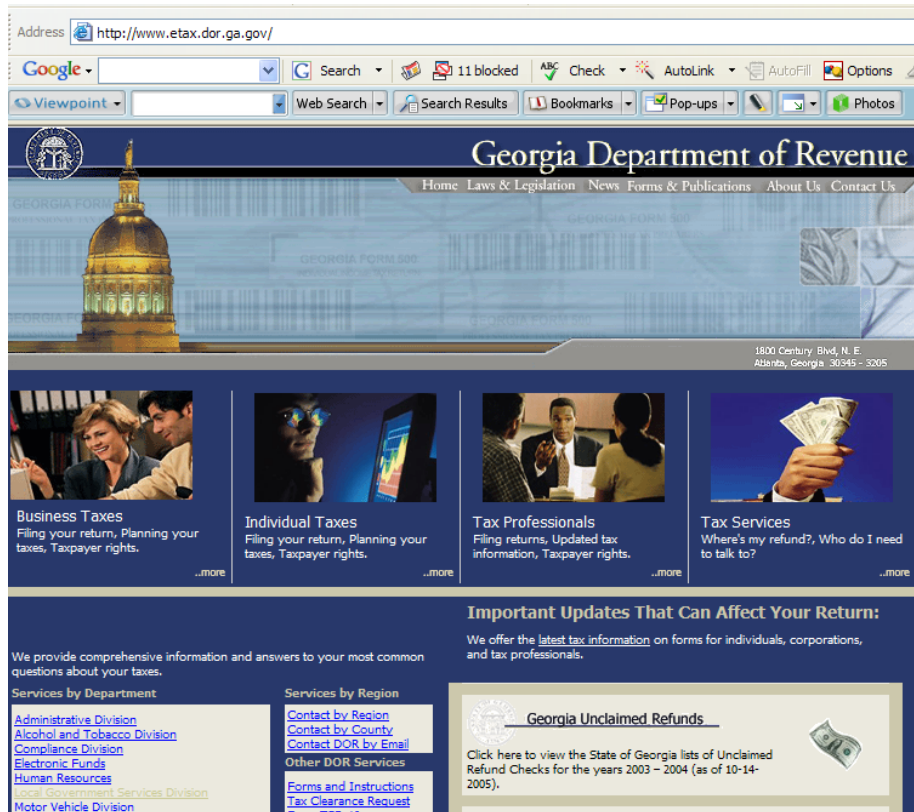 Address http://www.etax.dor.ga.gov/
Google Search 11 blocked ABC Check AutoLink AutoFill Options
Viewpoint Web Search Search Results Bookmarks Pop-ups Photos
Georgia Department of Revenue
Home Laws & Legislation News Forms & Publications About Us Contact Us
GEORGIA FORM
GEORGIA FORM 500
GEORGIA FORM 500
1800 Century Blvd, N. E.
Atlanta, Georgia 30345 - 3205
Business Taxes
Filing your return, Planning your
taxes, Taxpayer rights.
..more
Individual Taxes
Filing your return, Planning your
taxes, Taxpayer rights.
..more
Tax Professionals
Filing returns, Updated tax
information, Taxpayer rights.
..more
Tax Services
Where's my refund?, Who do I need
to talk to?
..more
We provide comprehensive information and answers to your most common
questions about your taxes.
Services by Department
Administrative Division
Alcohol and Tobacco Division
Compliance Division
Electronic Funds
Human Resources
Local Government Services Division
Motor Vehicle Division
Services by Region
Contact by Region
Contact by County
Contact DOR by Email
Other DOR Services
Forms and Instructions
Tax Clearance Request
Important Updates That Can Affect Your Return:
We offer the latest tax information on forms for individuals, corporations,
and tax professionals.
Georgia Unclaimed Refunds
Click here to view the State of Georgia lists of Unclaimed
Refund Checks for the years 2003 – 2004 (as of 10-14-
2005).